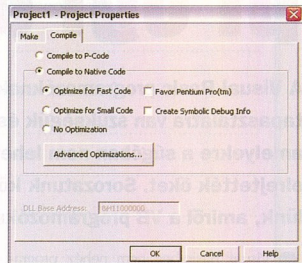 Project1 - Project Properties
Make
Compile
Compile to P-Code
Compile to Native Code
Optimize for Fast Code
Favor Pentium Pro(tm)
Optimize for Small Code
Create Symbolic Debug Info
No Optimization
Advanced Optimizations...
DLL Base Address:
&H11000000
OK
Cancel
Help